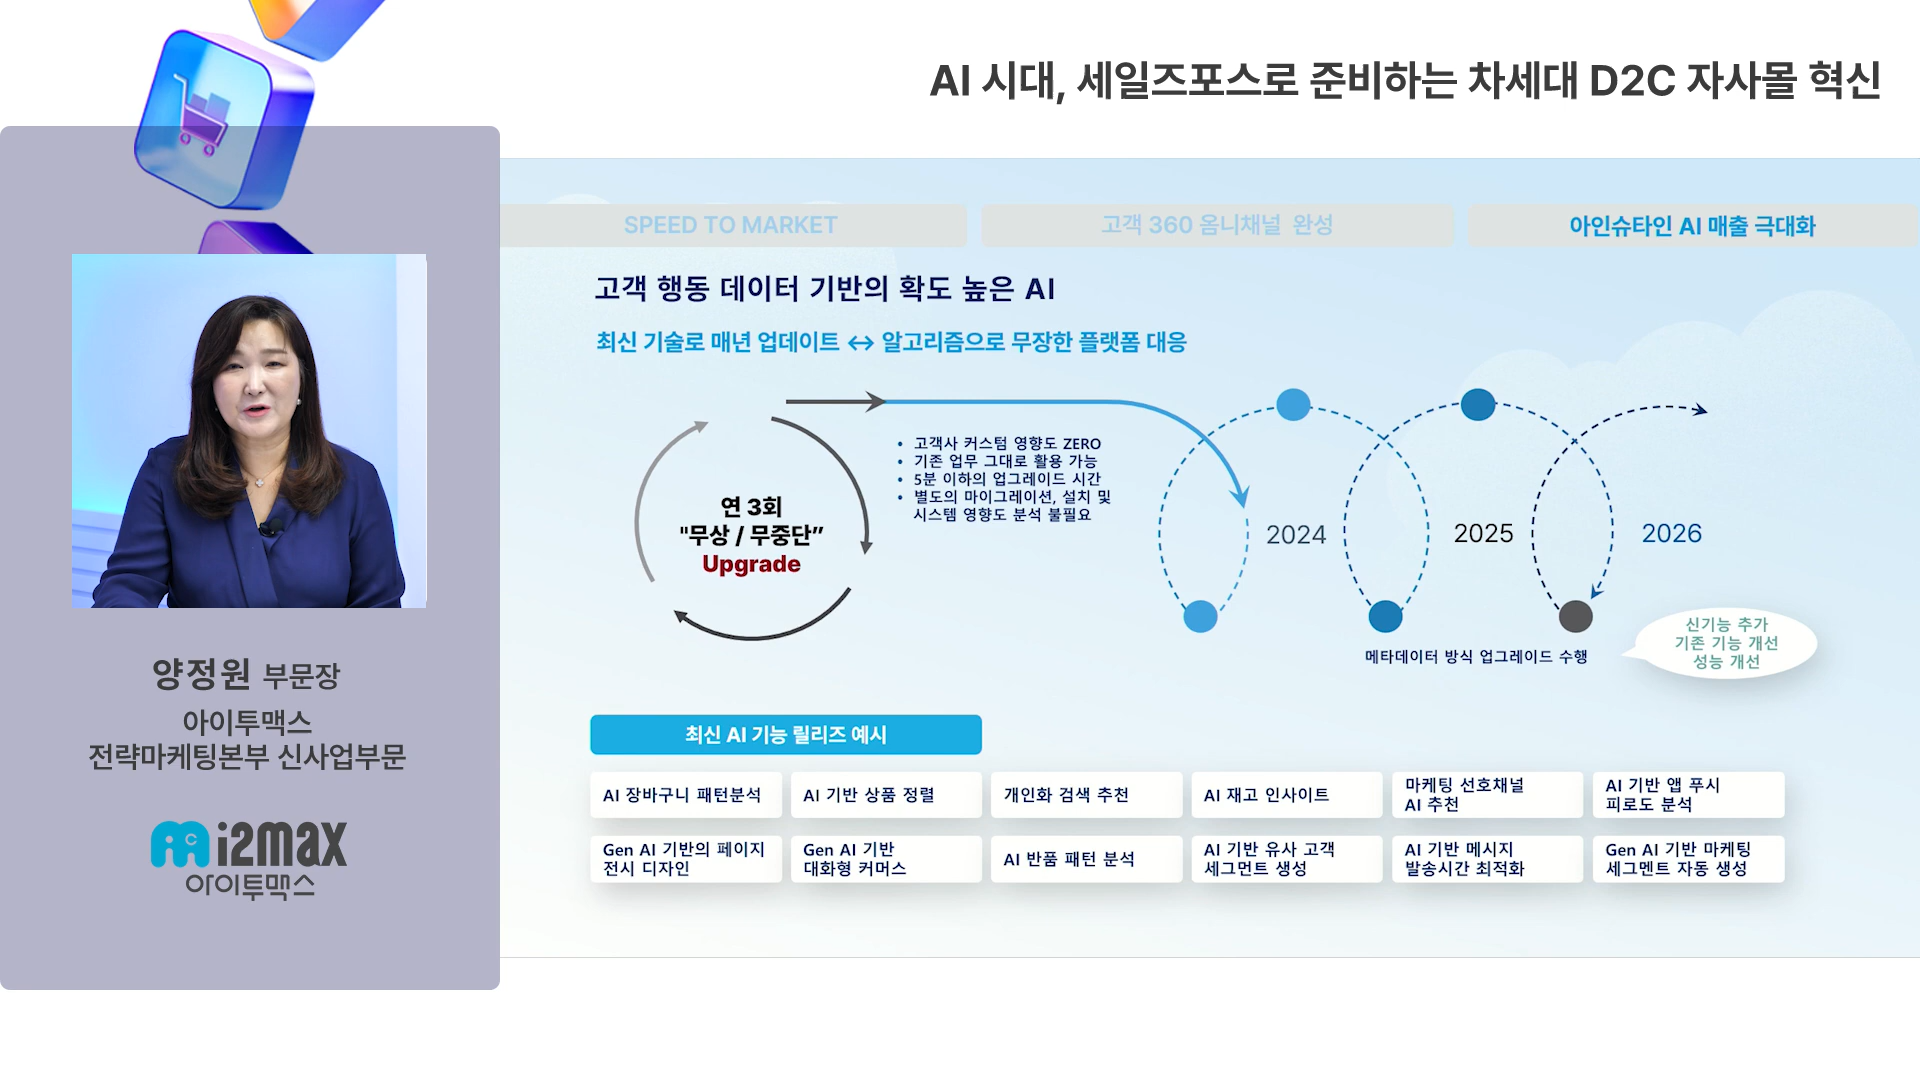 AI 시대, 세일즈포스로 준비하는 차세대 D2C 자사몰 혁신
SPEED TO MARKET
고객 360 옴니채널 완성
아인슈타인 AI 매출 극대화
고객 행동 데이터 기반의 확도 높은 AI
최신 기술로 매년 업데이트 ↔ 알고리즘으로 무장한 플랫폼 대응
연 3회
"무상 / 무중단”
Upgrade
• 고객사 커스텀 영향도 ZERO
• 기존 업무 그대로 활용 가능
• 5분 이하의 업그레이드 시간
• 별도의 마이그레이션, 설치 및
시스템 영향도 분석 불필요
2024
2025
2026
메타데이터 방식 업그레이드 수행
신기능 추가
기존 기능 개선
성능 개선
최신 AI 기능 릴리즈 예시
AI 장바구니 패턴분석
AI 기반 상품 정렬
개인화 검색 추천
AI 재고 인사이트
마케팅 선호채널
AI 추천
AI 기반 앱 푸시
피로도 분석
Gen AI 기반의 페이지
전시 디자인
Gen AI 기반
대화형 커머스
AI 반품 패턴 분석
AI 기반 유사 고객
세그먼트 생성
AI 기반 메시지
발송시간 최적화
Gen AI 기반 마케팅
세그멘트 자동 생성
양정원 부문장
아이투맥스
전략마케팅본부 신사업부문
i2max
아이투맥스